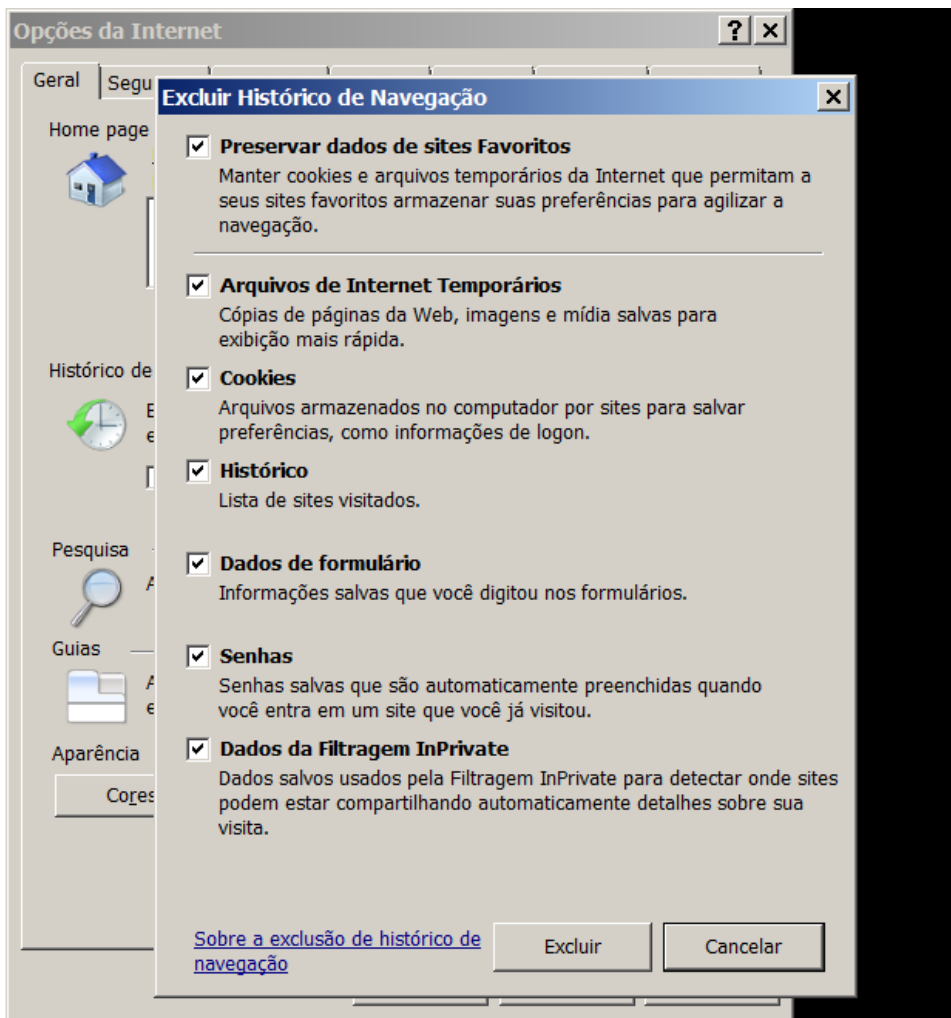 Opções da Internet
Geral
Excluir Histórico de Navegação
Home page
Preservar dados de sites Favoritos
Manter cookies e arquivos temporários da Internet que permitam a
seus sites favoritos armazenar suas preferências para agilizar a
navegação.
Arquivos de Internet Temporários
Cópias de páginas da Web, imagens e mídia salvas para
exibição mais rápida.
Histórico de
Cookies
Arquivos armazenados no computador por sites para salvar
preferências, como informações de logon.
Histórico
Lista de sites visitados.
Pesquisa
Dados de formulário
Informações salvas que você digitou nos formulários.
Guias
Senhas
Senhas salvas que são automaticamente preenchidas quando
você entra em um site que você já visitou.
Aparência
Dados da Filtragem InPrivate
Dados salvos usados pela Filtragem InPrivate para detectar onde sites
podem estar compartilhando automaticamente detalhes sobre sua
visita.
Cores
Sobre a exclusão de histórico de
navegação
Excluir
Cancelar